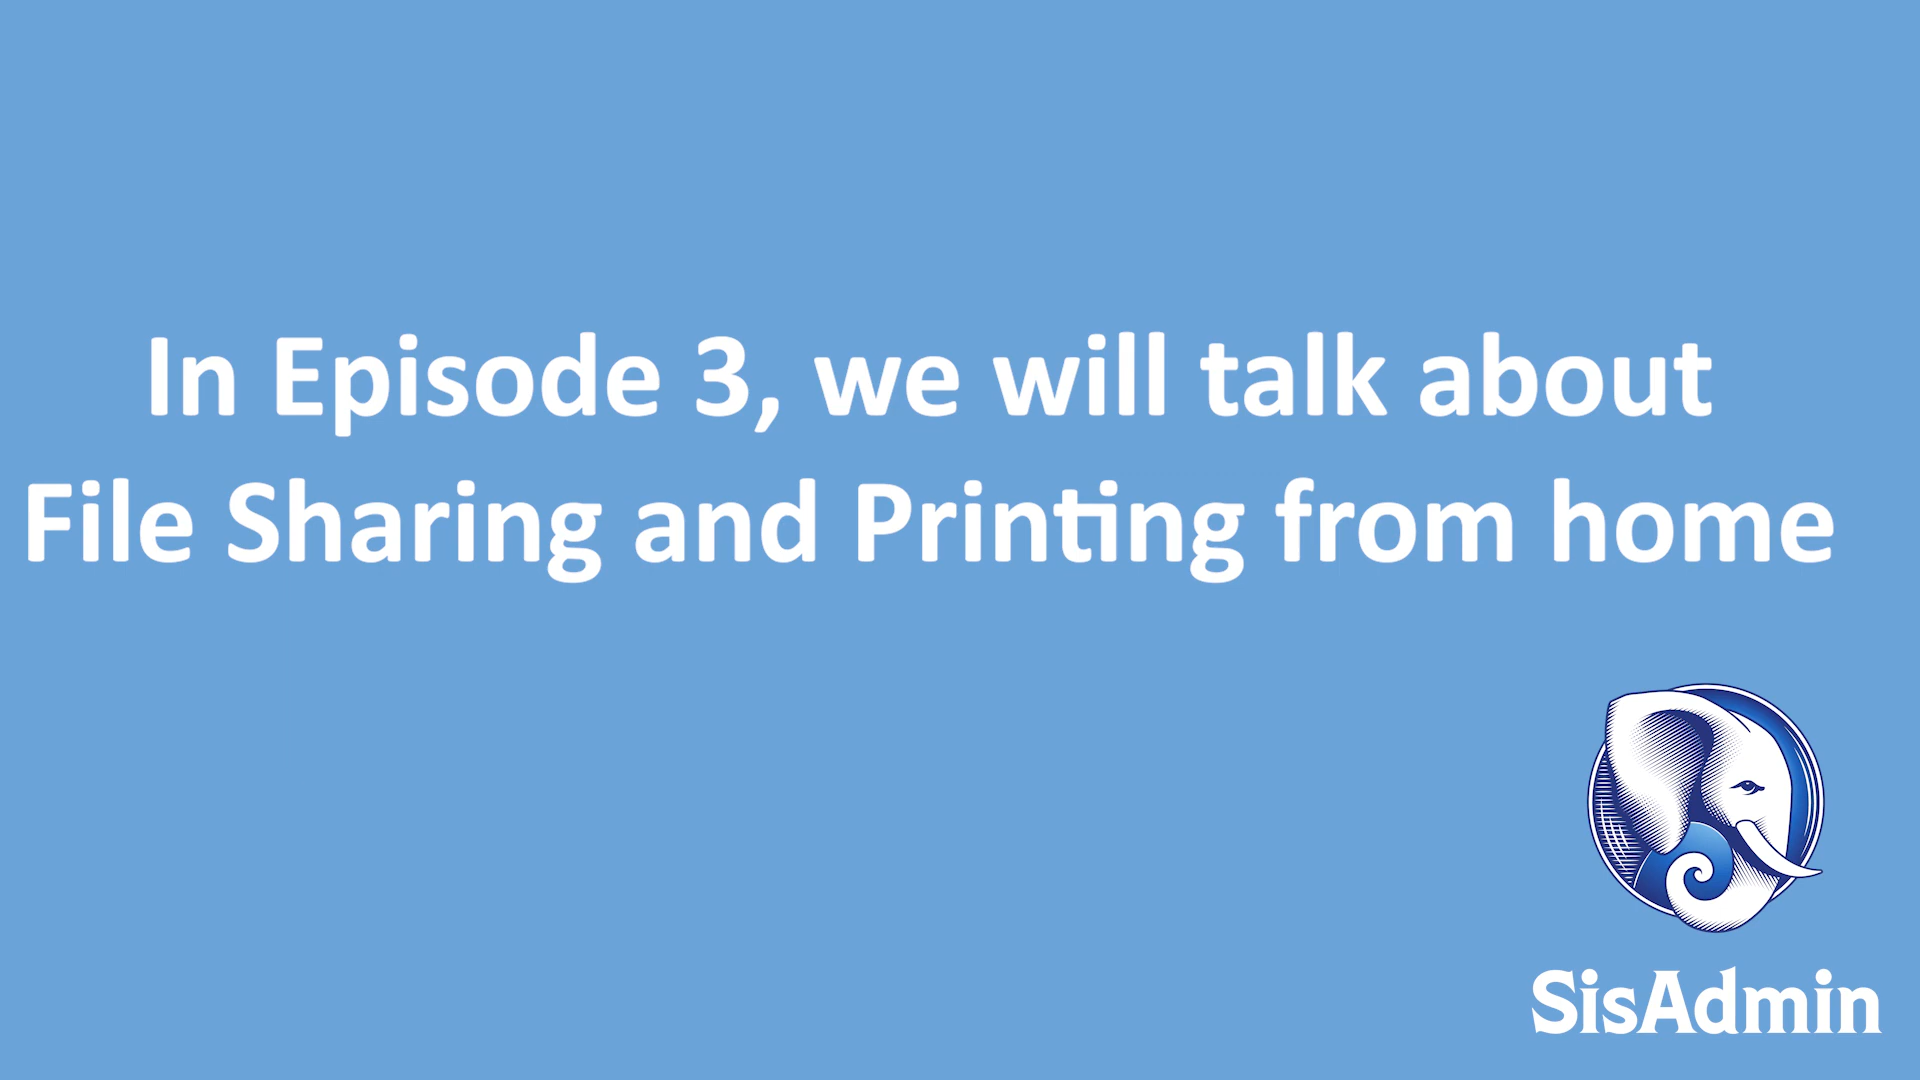 In Episode 3, we will talk about
File Sharing and Printing from home
SisAdmin